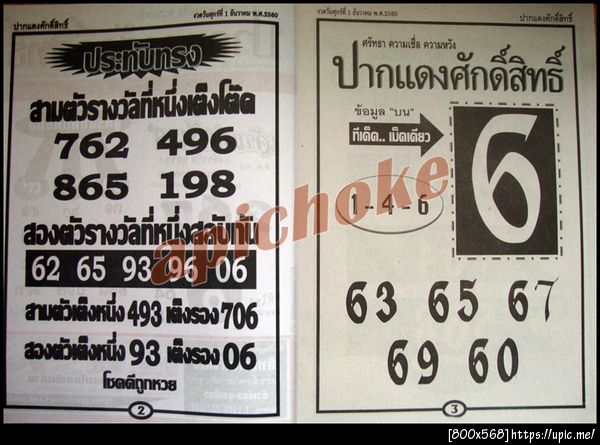 งวดวันศุกร์ที่ 1 ธันวาคม พ.ศ.2560
ปากแดงศักดิ์สิทธิ์
ประทับทรง
สามตัวรางวัลที่หนึ่งเต็งโต๊ด
762 496
865 198
สองตัวรางวัลที่หนึ่งสลับกัน
62 65 93 96 06
สามตัวเต็งหนึ่ง 493 เต็งรอง 706
สองตัวเต็งหนึ่ง 93 เต็งรอง 06
โชคดีถูกหวย
2
งวดวันศุกร์ที่ 1 ธันวาคม พ.ศ.2560
ปากแดงศักดิ์สิทธิ์
ศรัทธา ความเชื่อ ความหวัง
ปากแดงศักดิ์สิทธิ์
ข้อมูล "บน"
ทีเด็ด.. เม็ดเดียว
6
1-4-6
63 65 67
69 60
3
apichoke
[800x568] https://upic.me/